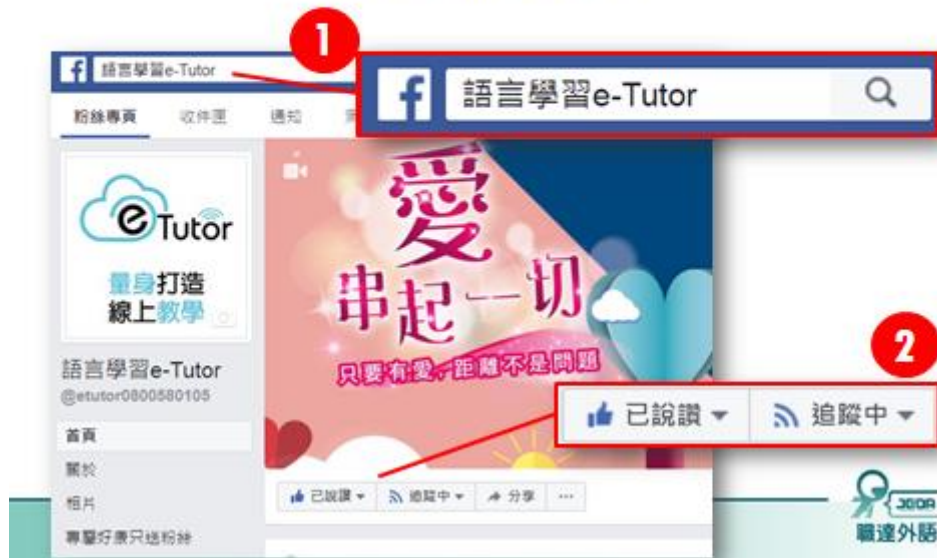 1
語言學習e-Tutor
語言學習e-Tutor
粉絲專頁 收件匣 通知
eTutor
量身打造
線上教學
愛
串起一切
只要有愛,距離不是問題
2
已說讚 追蹤中
語言學習e-Tutor
@etutor0800580105
首頁
關於
相片
專屬好康只送粉絲
已說讚 追蹤中 分享 ...
職達外語